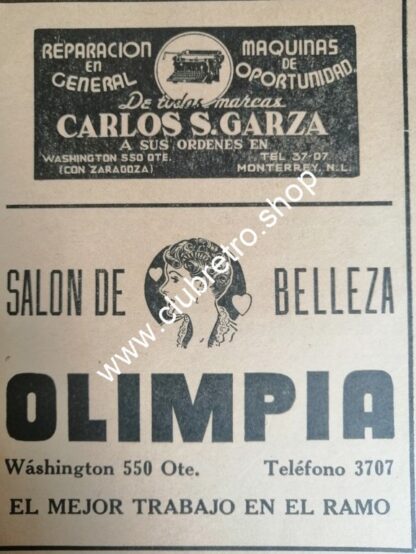 REPARACION EN GENERAL
MAQUINAS DE OPORTUNIDAD.
De todas marcas
CARLOS S. GARZA
A SUS ORDENES EN
WASHINGTON 550 OTE.
(CON ZARAGOZA)
TEL 37-07
MONTERREY, N.L.
SALON DE BELLEZA
OLIMPIA
Wáshington 550 Ote. Teléfono 3707
EL MEJOR TRABAJO EN EL RAMO
www.clubretro.shop